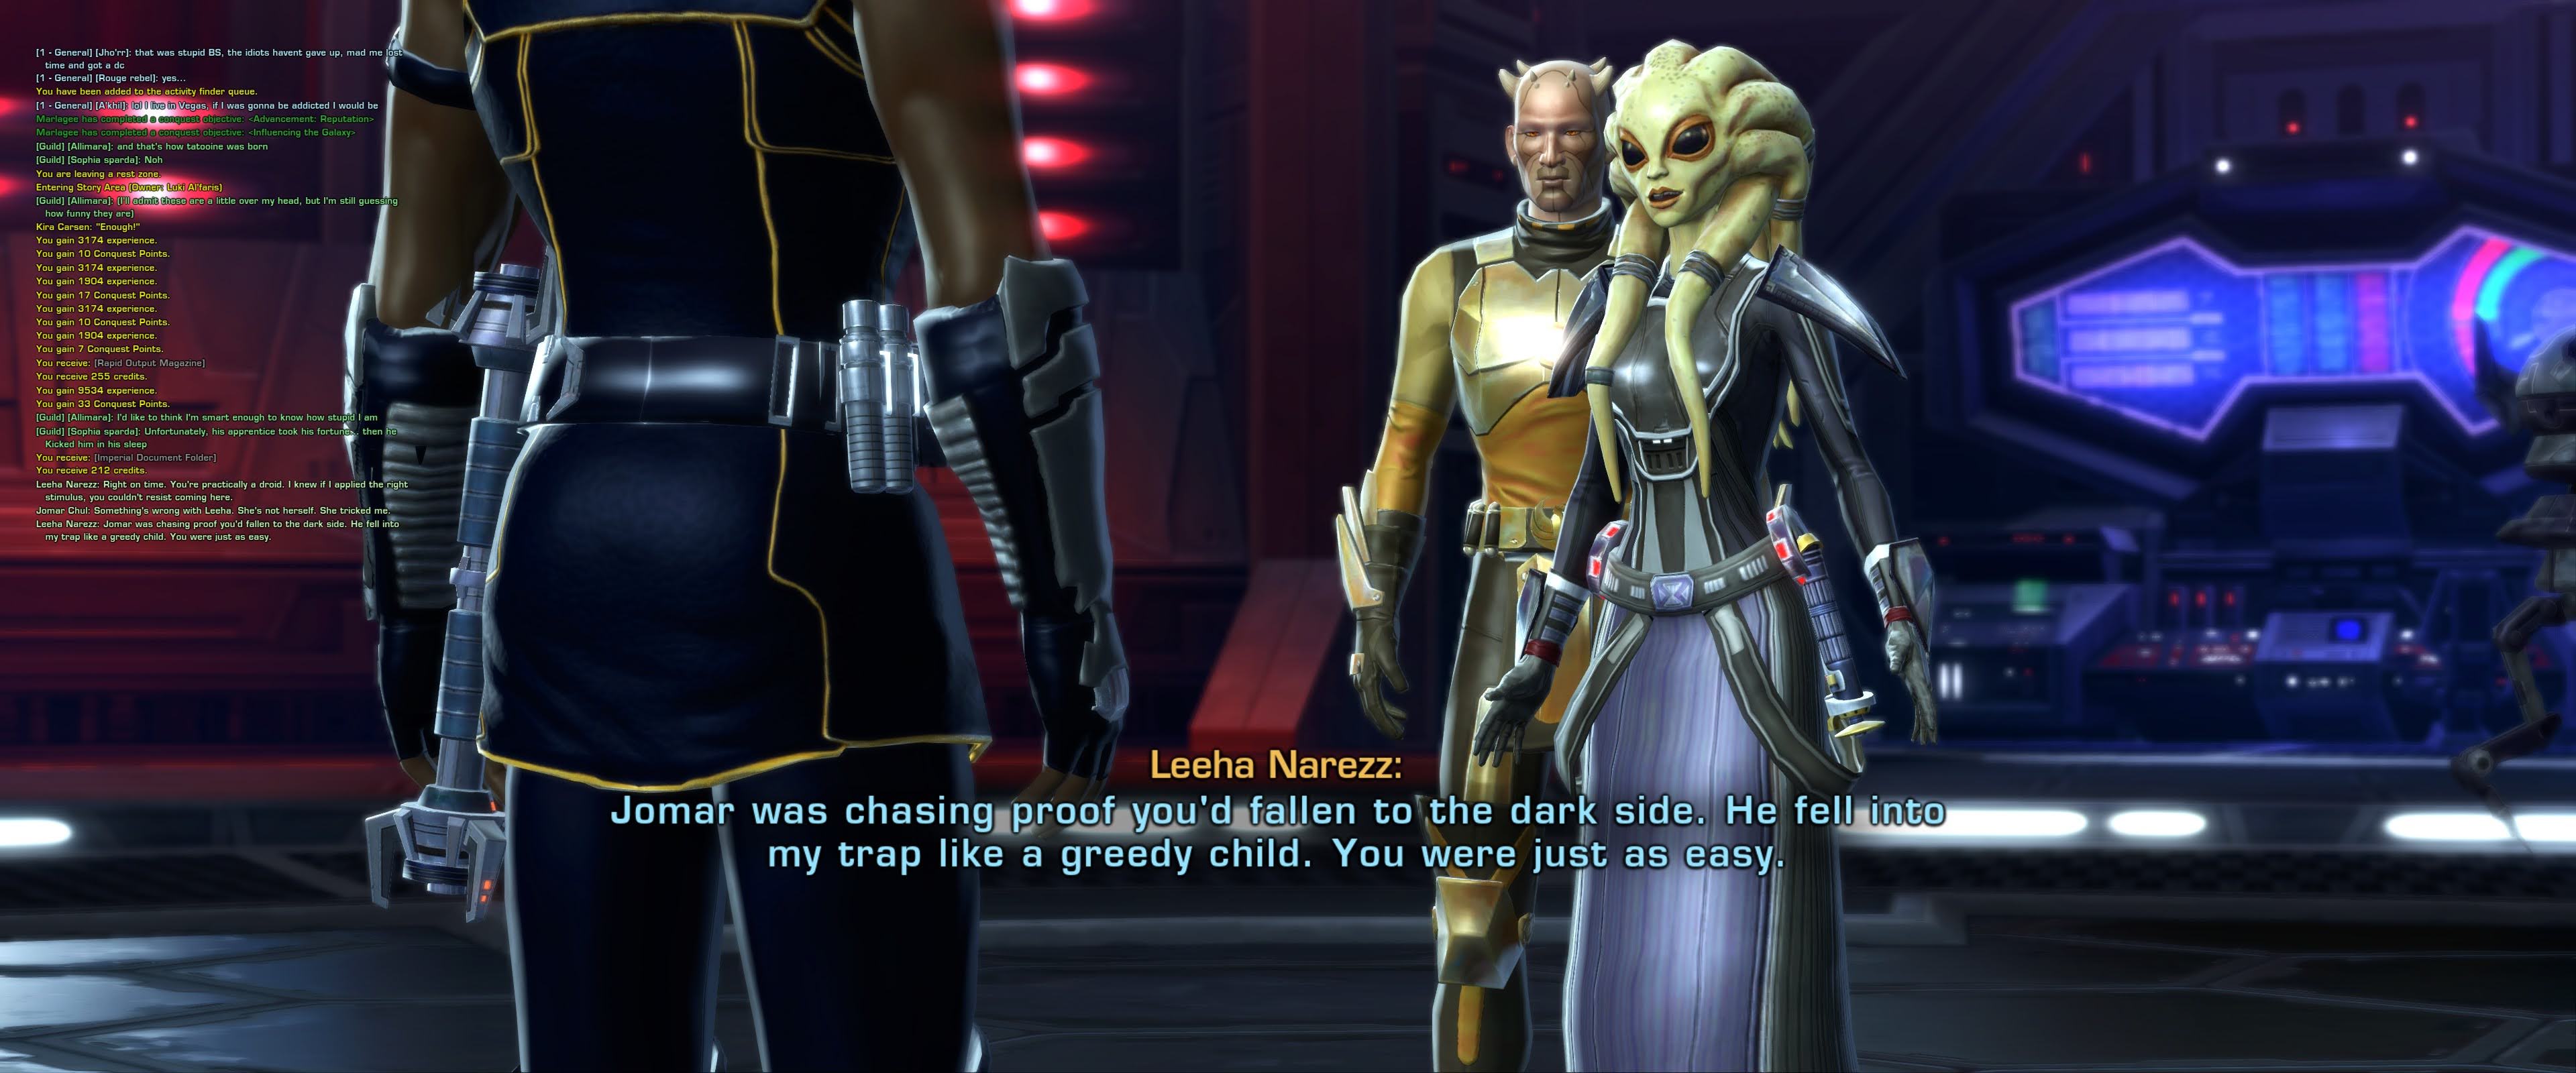 [1 - General] [Jho'rr]: that was stupid BS, the idiots havent gave up, mad me lost
time and got a dc
[1 - General] [Rouge rebel]: yes...
You have been added to the activity finder queue.
[1 - General] [A'khil]: lol I live in Vegas, if I was gonna be addicted I would be
Marlagee has completed a conquest objective: <Advancement: Reputation>
Marlagee has completed a conquest objective: <Influencing the Galaxy>
[Guild] [Allimara]: and that's how tatooine was born
[Guild] [Sophia sparda]: Noh
You are leaving a rest zone.
Entering Story Area (Owner: Luki Al'faris)
[Guild] [Allimara]: (I'll admit these are a little over my head, but I'm still guessing
how funny they are)
Kira Carsen: "Enough!"
You gain 3174 experience.
You gain 10 Conquest Points.
You gain 3174 experience.
You gain 1904 experience.
You gain 17 Conquest Points.
You gain 3174 experience.
You gain 10 Conquest Points.
You gain 1904 experience.
You gain 7 Conquest Points.
You receive: [Rapid Output Magazine]
You receive 255 credits.
You gain 9534 experience.
You gain 33 Conquest Points.
[Guild] [Allimara]: I'd like to think I'm smart enough to know how stupid I am
[Guild] [Sophia sparda]: Unfortunately, his apprentice took his fortune... then he
Kicked him in his sleep
You receive: [Imperial Document Folder]
You receive 212 credits.
Leeha Narezz: Right on time. You're practically a droid. I knew if I applied the right
stimulus, you couldn't resist coming here.
Jomar Chul: Something's wrong with Leeha. She's not herself. She tricked me.
Leeha Narezz: Jomar was chasing proof you'd fallen to the dark side. He fell into
my trap like a greedy child. You were just as easy.
Leeha Narezz:
Jomar was chasing proof you'd fallen to the dark side. He fell into
my trap like a greedy child. You were just as easy.